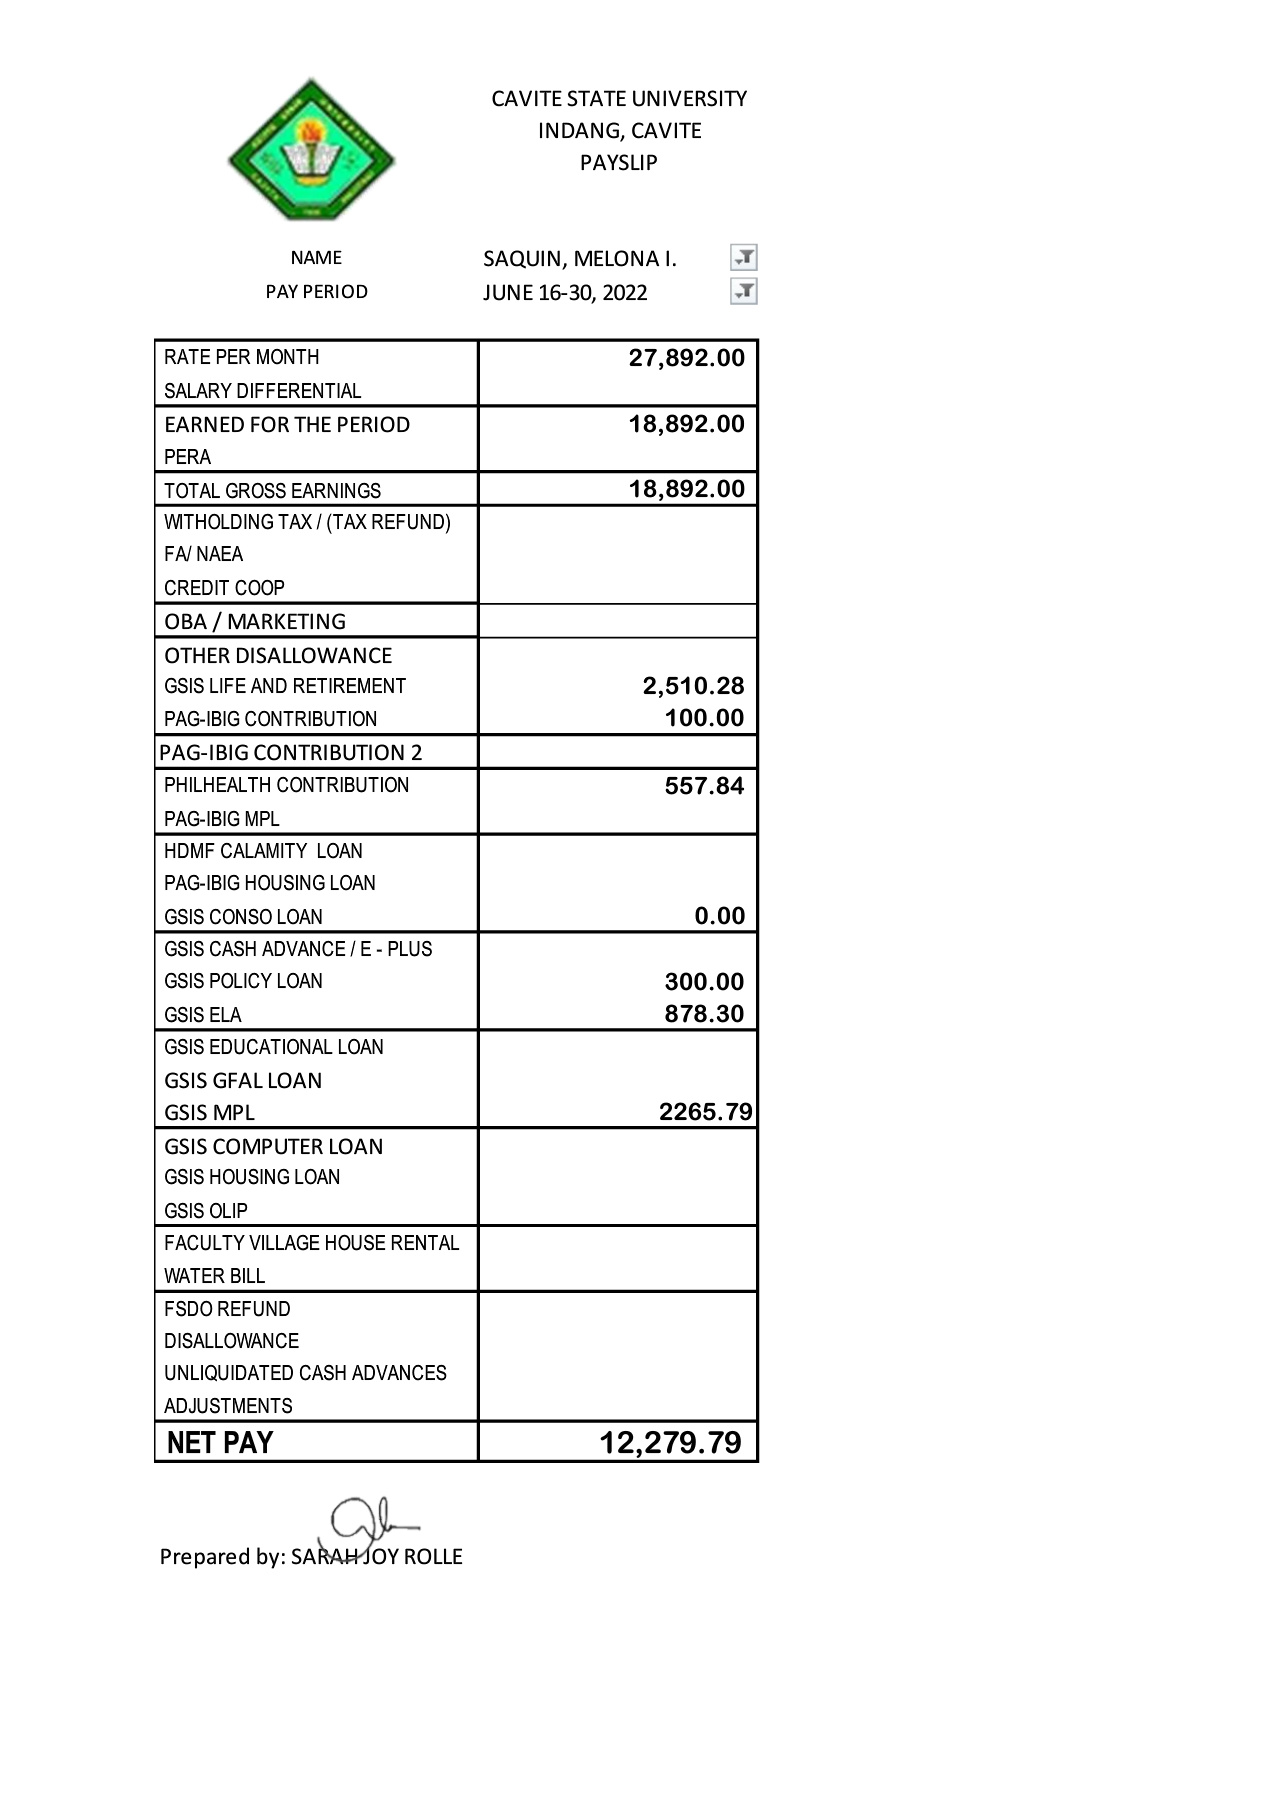 CAVITE STATE UNIVERSITY
INDANG, CAVITE
PAYSLIP
NAME SAQUIN, MELONA I.
PAY PERIOD JUNE 16-30, 2022
RATE PER MONTH 27,892.00
SALARY DIFFERENTIAL
EARNED FOR THE PERIOD 18,892.00
PERA
TOTAL GROSS EARNINGS 18,892.00
WITHOLDING TAX / (TAX REFUND)
FA/ NAEA
CREDIT COOP
OBA / MARKETING
OTHER DISALLOWANCE
GSIS LIFE AND RETIREMENT 2,510.28
PAG-IBIG CONTRIBUTION 100.00
PAG-IBIG CONTRIBUTION 2
PHILHEALTH CONTRIBUTION 557.84
PAG-IBIG MPL
HDMF CALAMITY LOAN
PAG-IBIG HOUSING LOAN
GSIS CONSO LOAN 0.00
GSIS CASH ADVANCE / E - PLUS
GSIS POLICY LOAN 300.00
GSIS ELA 878.30
GSIS EDUCATIONAL LOAN
GSIS GFAL LOAN
GSIS MPL 2265.79
GSIS COMPUTER LOAN
GSIS HOUSING LOAN
GSIS OLIP
FACULTY VILLAGE HOUSE RENTAL
WATER BILL
FSDO REFUND
DISALLOWANCE
UNLIQUIDATED CASH ADVANCES
ADJUSTMENTS
NET PAY 12,279.79
Prepared by: SARAH JOY ROLLE